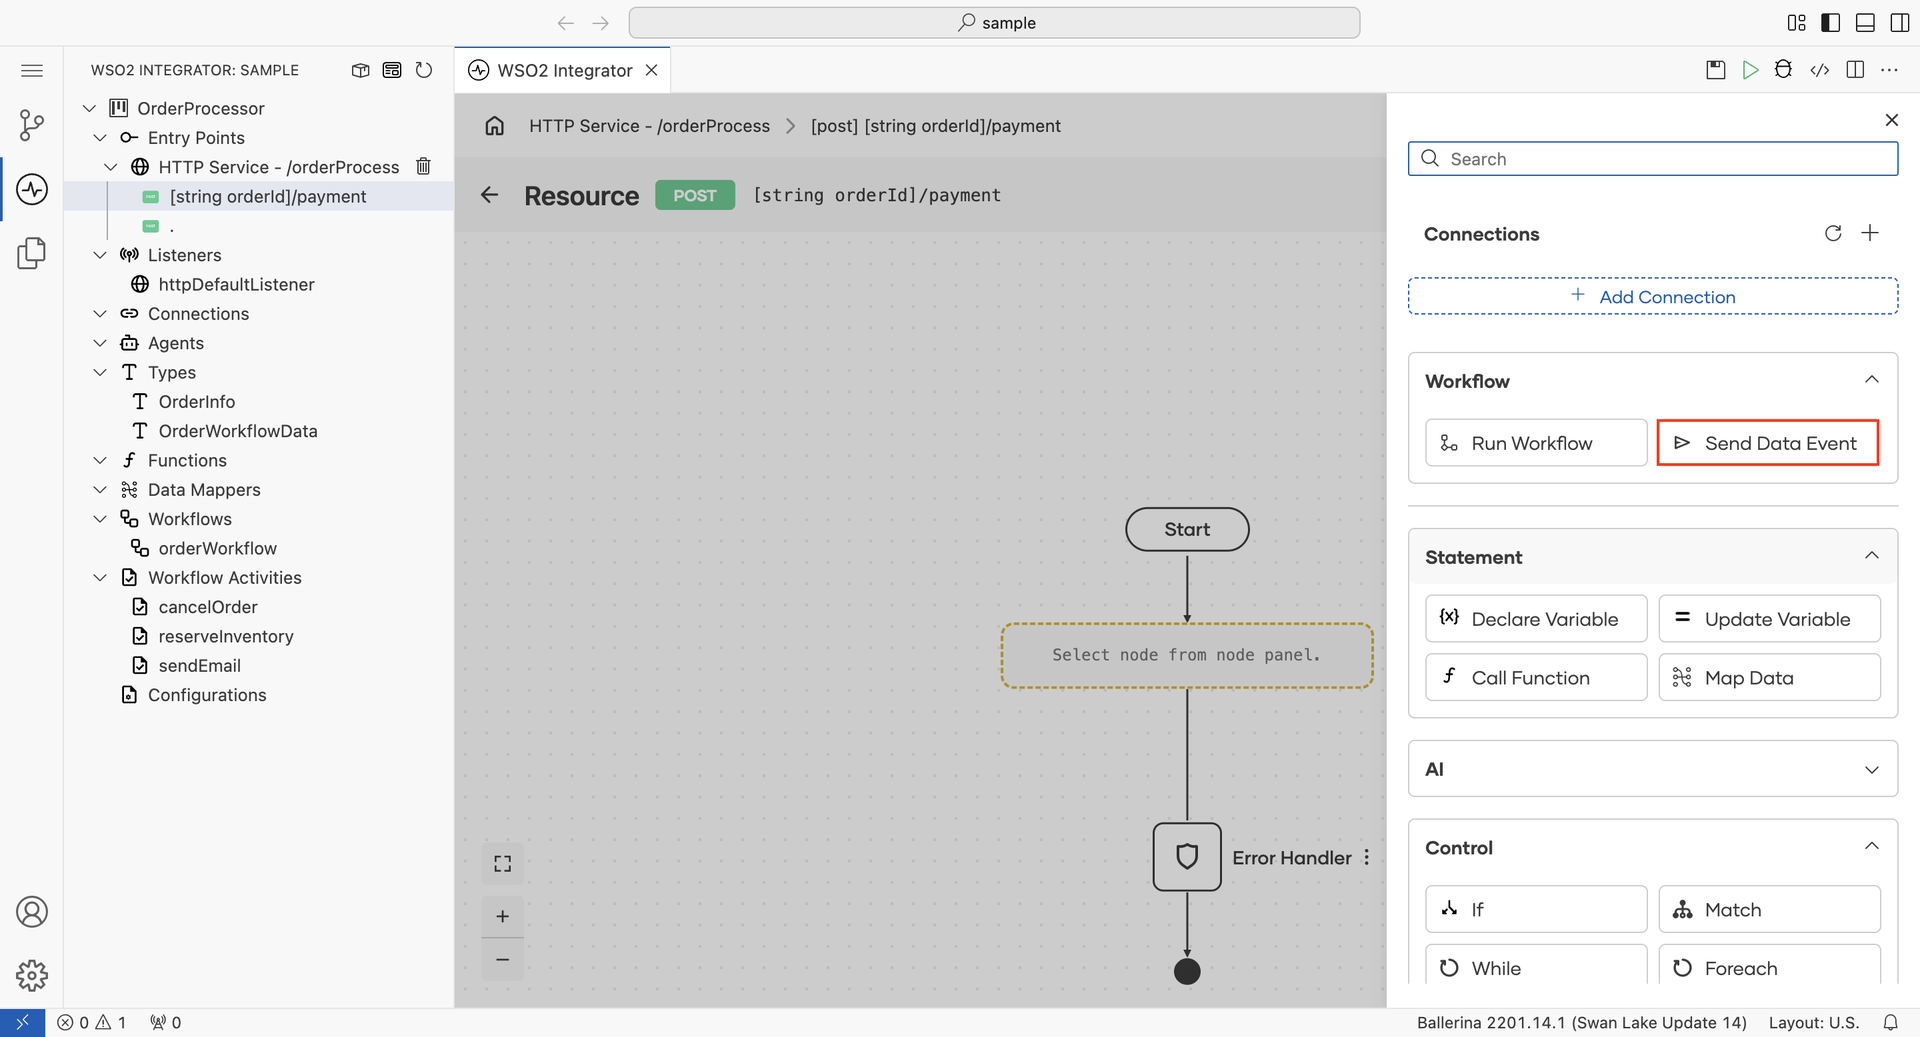 sample
WSO2 INTEGRATOR: SAMPLE
OrderProcessor
Entry Points
HTTP Service - /orderProcess
[string orderId]/payment
.
Listeners
httpDefaultListener
Connections
Agents
Types
OrderInfo
OrderWorkflowData
Functions
Data Mappers
Workflows
orderWorkflow
Workflow Activities
cancelOrder
reserveInventory
sendEmail
Configurations
WSO2 Integrator
HTTP Service - /orderProcess > [post] [string orderId]/payment
Resource POST [string orderId]/payment
Start
Select node from node panel.
Error Handler
Search
Connections
+ Add Connection
Workflow
Run Workflow
Send Data Event
Statement
Declare Variable
Update Variable
Call Function
Map Data
AI
Control
If
Match
While
Foreach
0 1 0
Ballerina 2201.14.1 (Swan Lake Update 14)
Layout: U.S.